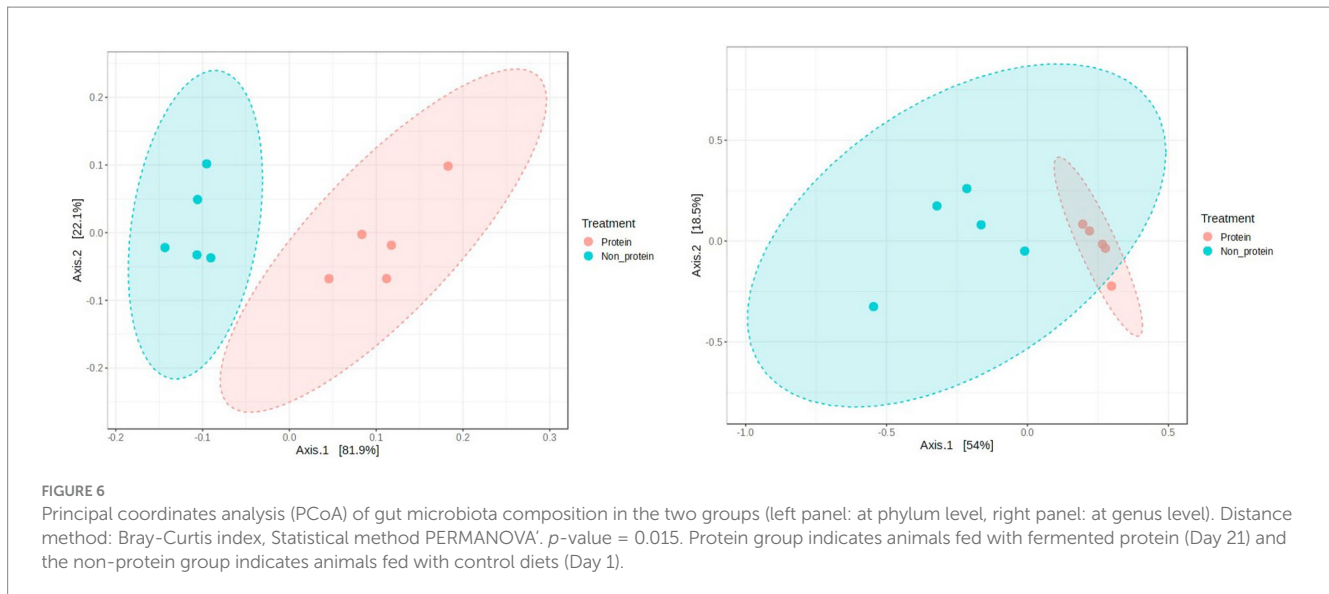 0.2
0.1
0.0
-0.1
-0.2
Axis.2 [22.1%]
-0.2 -0.1 0.0 0.1 0.2 0.3
Axis.1 [81.9%]
Treatment
Protein
Non_protein
0.5
0.0
-0.5
Axis.2 [18.5%]
-1.0 -0.5 0.0 0.5
Axis.1 [54%]
Treatment
Protein
Non_protein
FIGURE 6
Principal coordinates analysis (PCoA) of gut microbiota composition in the two groups (left panel: at phylum level, right panel: at genus level). Distance
method: Bray-Curtis index, Statistical method PERMANOVA’. p-value = 0.015. Protein group indicates animals fed with fermented protein (Day 21) and
the non-protein group indicates animals fed with control diets (Day 1).